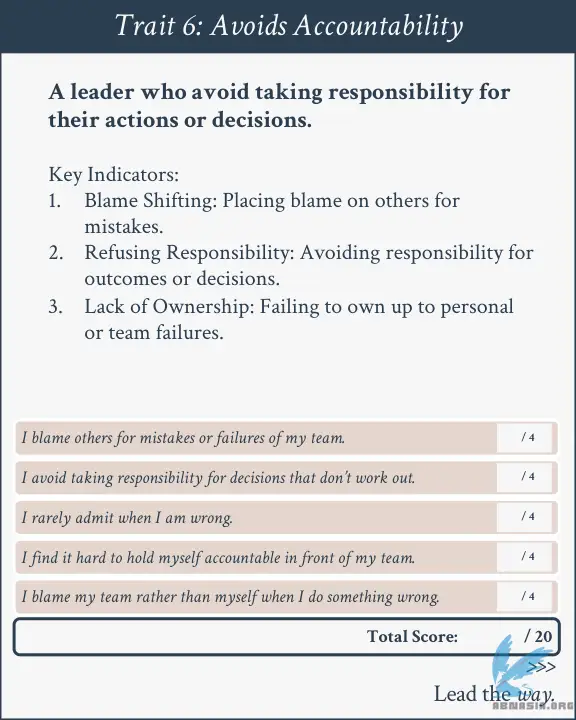 Trait 6: Avoids Accountability
A leader who avoid taking responsibility for
their actions or decisions.
Key Indicators:
1. Blame Shifting: Placing blame on others for
mistakes.
2. Refusing Responsibility: Avoiding responsibility for
outcomes or decisions.
3. Lack of Ownership: Failing to own up to personal
or team failures.
I blame others for mistakes or failures of my team. / 4
I avoid taking responsibility for decisions that don't work out. / 4
I rarely admit when I am wrong. / 4
I find it hard to hold myself accountable in front of my team. / 4
I blame my team rather than myself when I do something wrong. / 4
Total Score: / 20
>>>
Lead the way.
ABMASIA.ORG